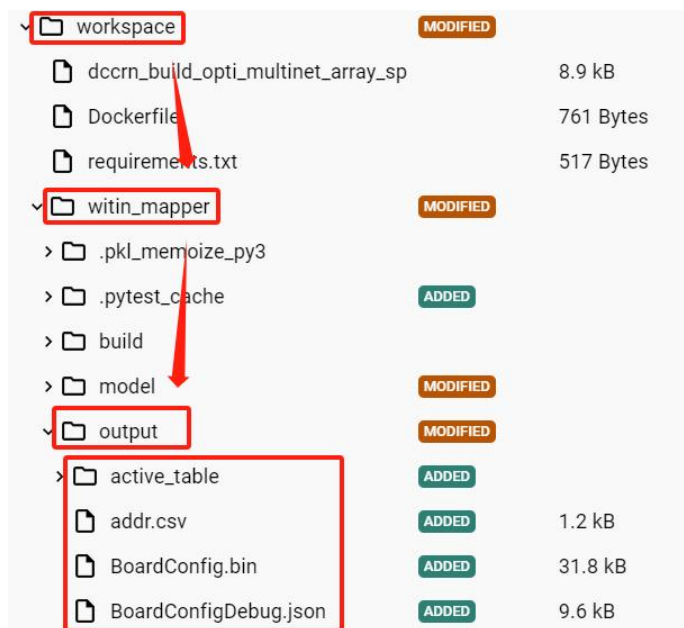 workspace MODIFIED
dccrn_build_opti_multinet_array_sp 8.9 kB
Dockerfile 761 Bytes
requirements.txt 517 Bytes
witin_mapper MODIFIED
.pkl_memoize_py3
.pytest_cache ADDED
build
model MODIFIED
output MODIFIED
active_table ADDED
addr.csv ADDED 1.2 kB
BoardConfig.bin ADDED 31.8 kB
BoardConfigDebug.json ADDED 9.6 kB